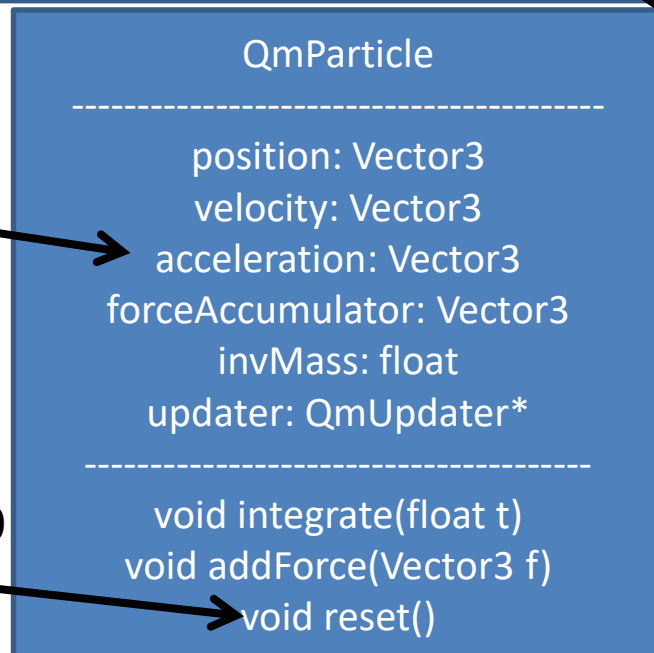 QmParticle
-----------------------------------------
position: Vector3
velocity: Vector3
acceleration: Vector3
forceAccumulator: Vector3
invMass: float
updater: QmUpdater*
---------------------------------------
void integrate(float t)
)
void addForce(Vector3 f)
void reset()